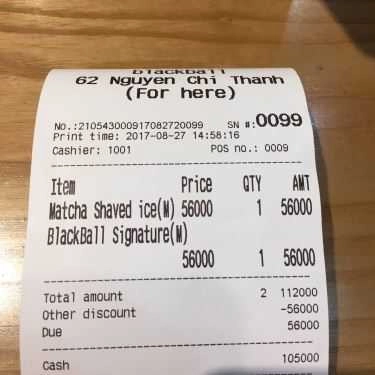 blackball
62 Nguyen Chi Thanh
(For here)
No.:210543000917082720099 SN #:0099
Print time: 2017-08-27 14:58:16
Cashier: 1001 POS no.: 0009
Item Price QTY AMT
Matcha Shaved ice(M) 56000 1 56000
BlackBall Signature(M)
56000 1 56000
Total amount 2 112000
Other discount -56000
Due 56000
Cash 105000